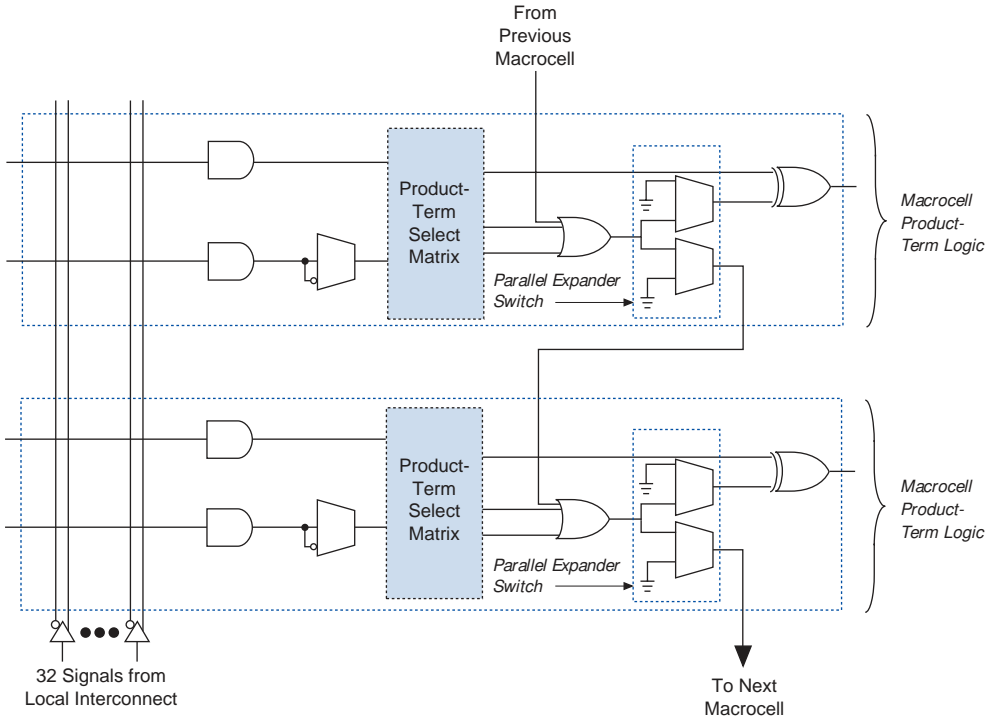 From
Previous
Macrocell
Product-
Term
Select
Matrix
Parallel Expander
Switch
Macrocell
Product-
Term Logic
Product-
Term
Select
Matrix
Parallel Expander
Switch
Macrocell
Product-
Term Logic
32 Signals from
Local Interconnect
To Next
Macrocell